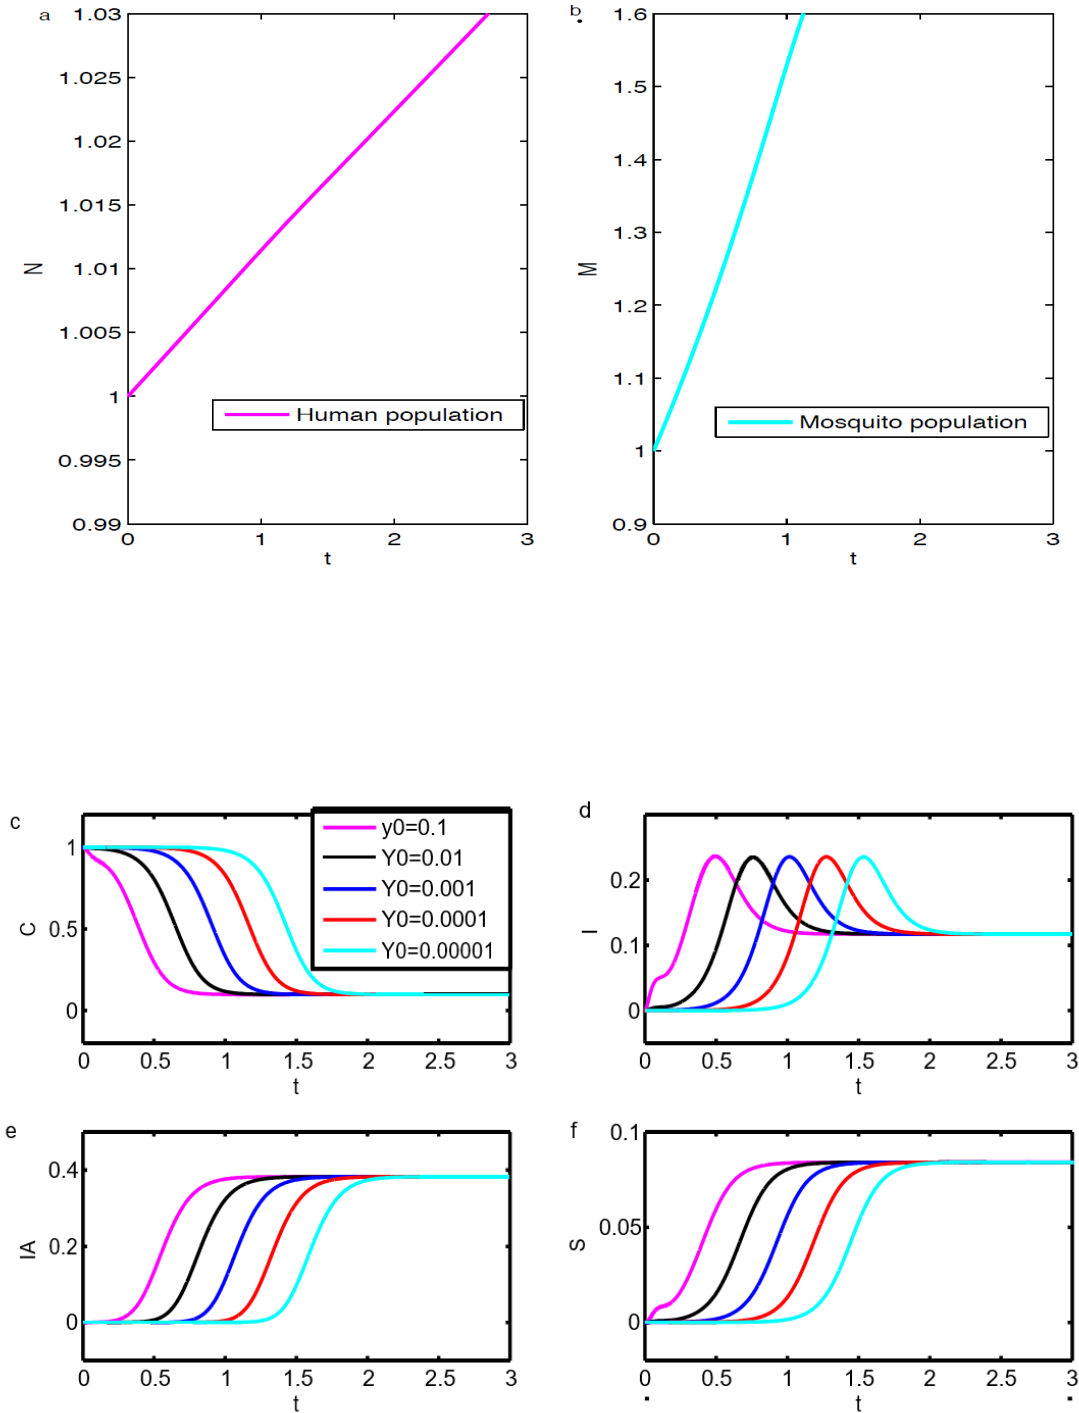 a
1.03
1.025
1.02
1.015
1.01
1.005
1
0.995
0.99
N
0 1 2 3
t
Human population
b
1.6
1.5
1.4
1.3
1.2
1.1
1
0.9
M
0 1 2 3
t
Mosquito population
c
1
0.5
0
C
0 0.5 1 1.5 2 2.5 3
t
y0=0.1
Y0=0.01
Y0=0.001
Y0=0.0001
Y0=0.00001
d
0.2
0.1
0
I
0 0.5 1 1.5 2 2.5 3
t
e
0.4
0.2
0
IA
0 0.5 1 1.5 2 2.5 3
t
f
0.1
0.05
0
S
0 0.5 1 1.5 2 2.5 3
t